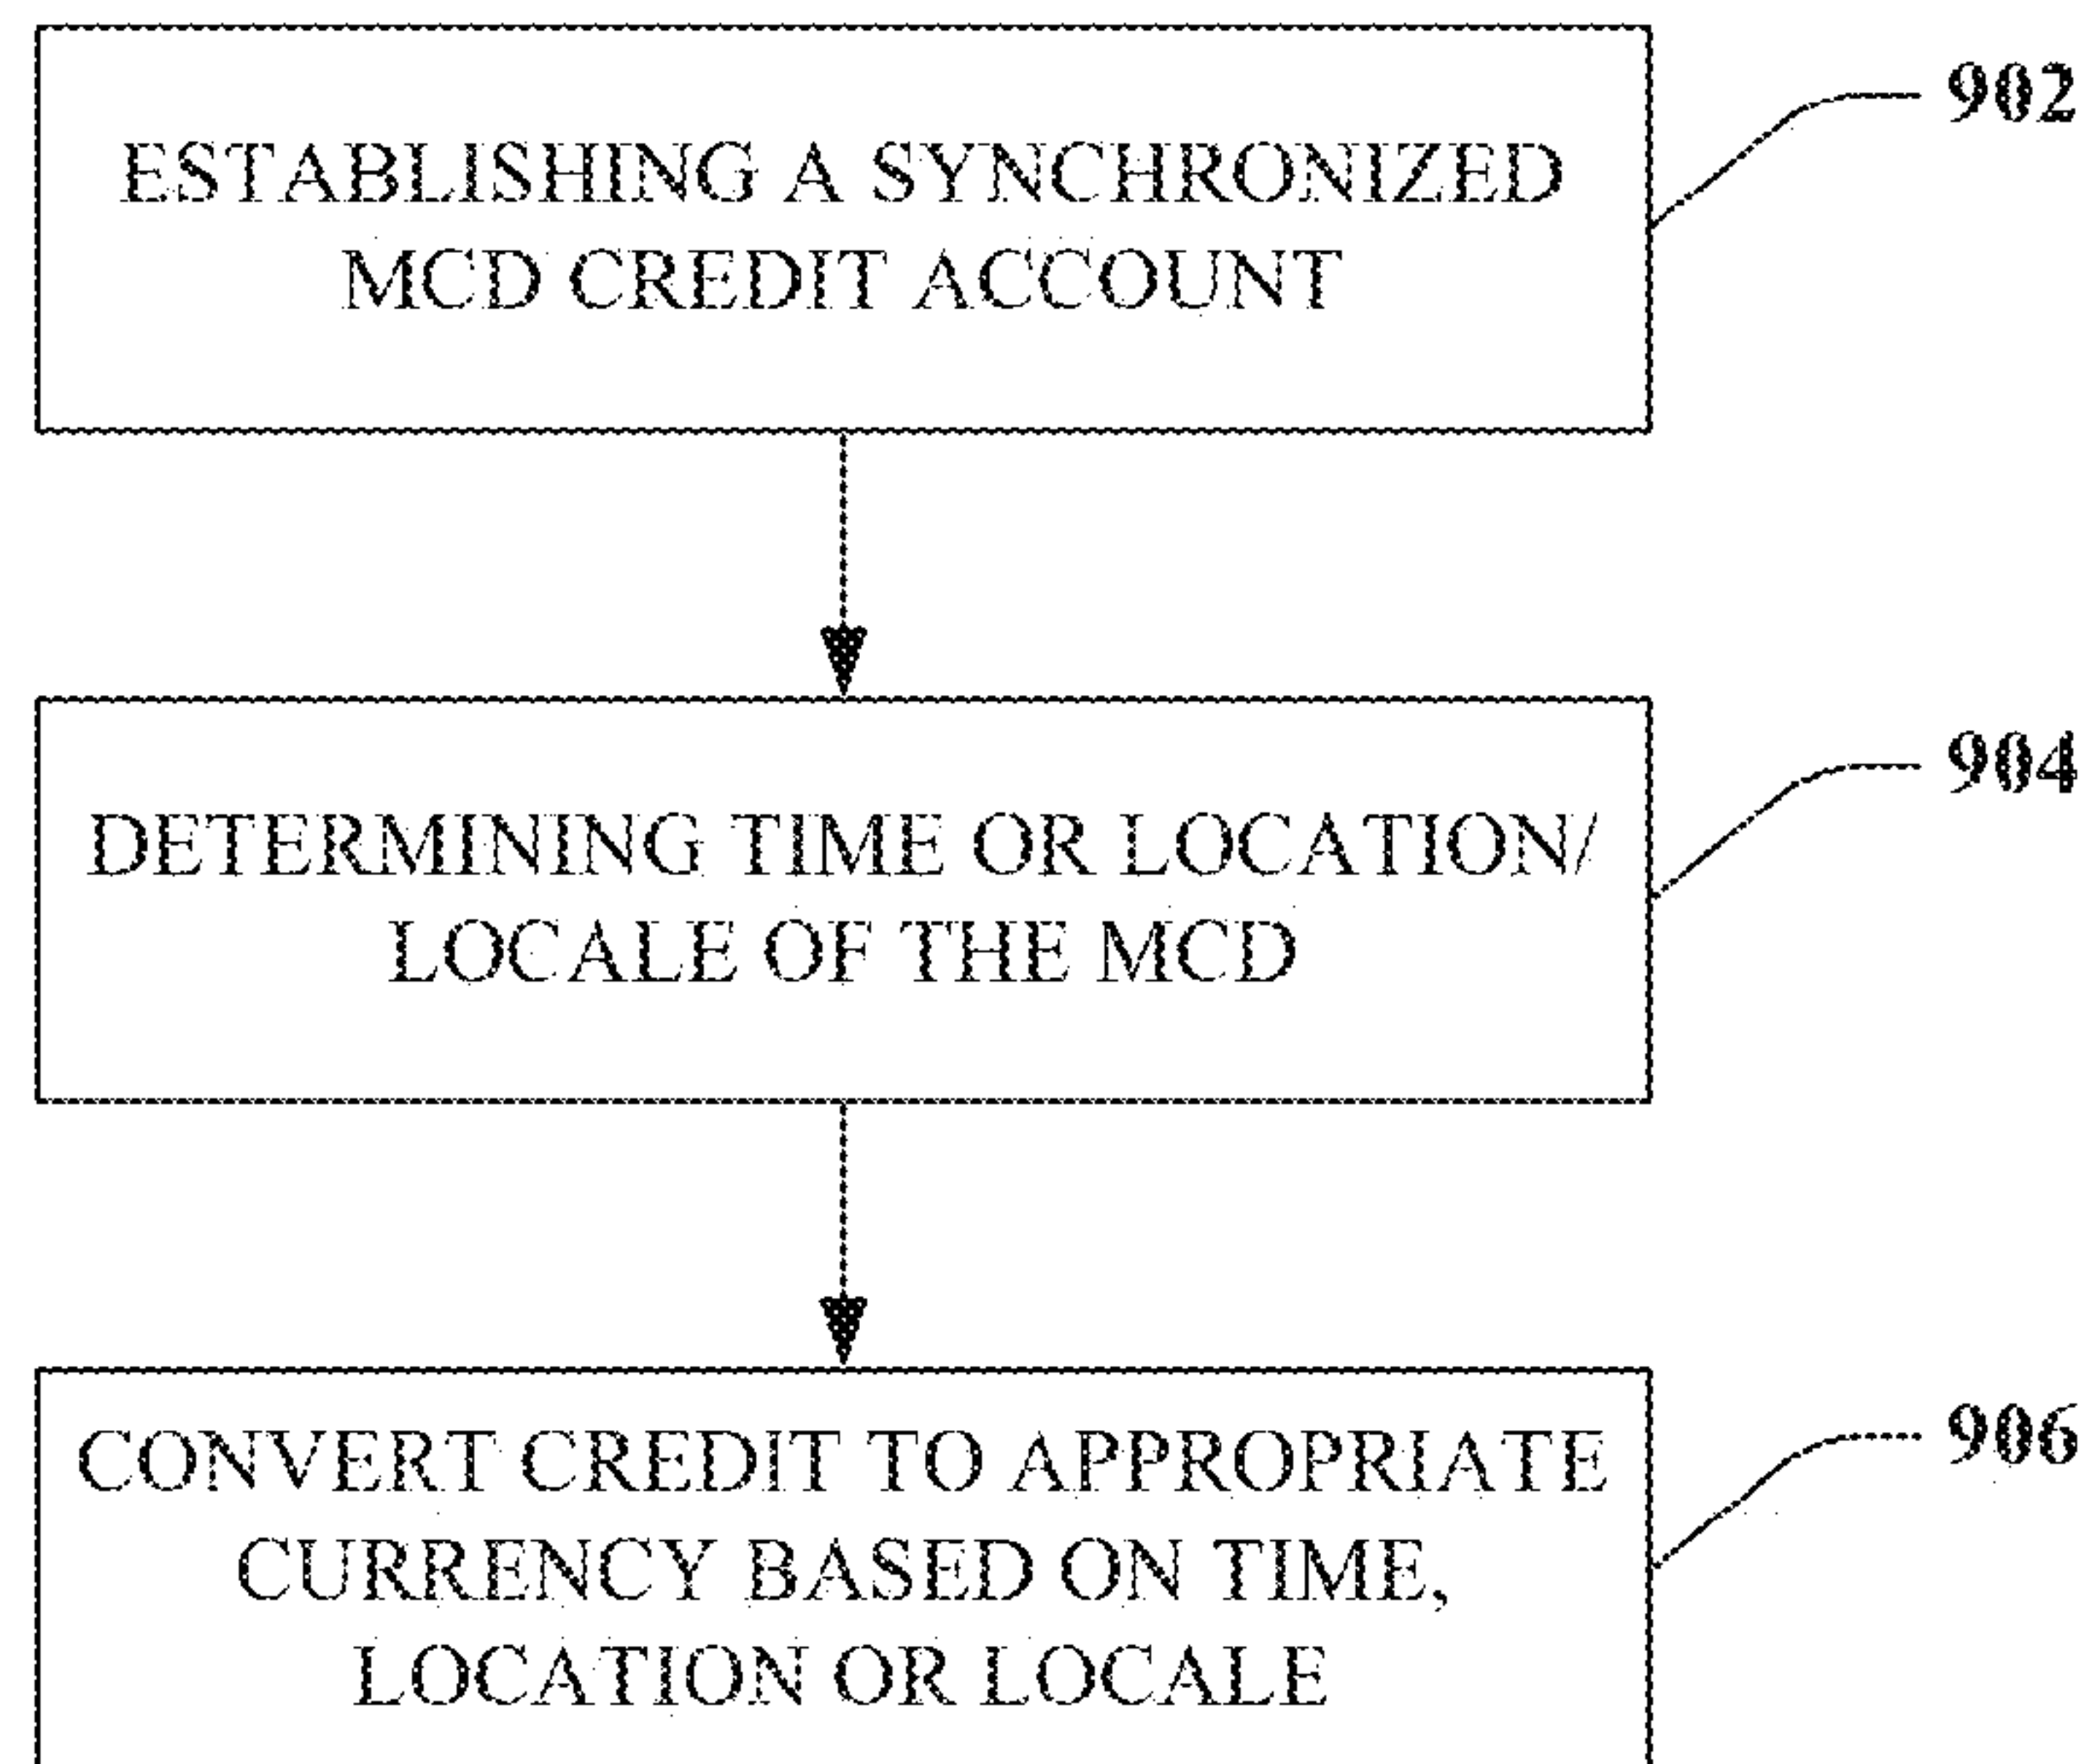 902
ESTABLISHING A SYNCHRONIZED
MCD CREDIT ACCOUNT
904
DETERMINING TIME OR LOCATION/
LOCALE OF THE MCD
906
CONVERT CREDIT TO APPROPRIATE
CURRENCY BASED ON TIME,
LOCATION OR LOCALE